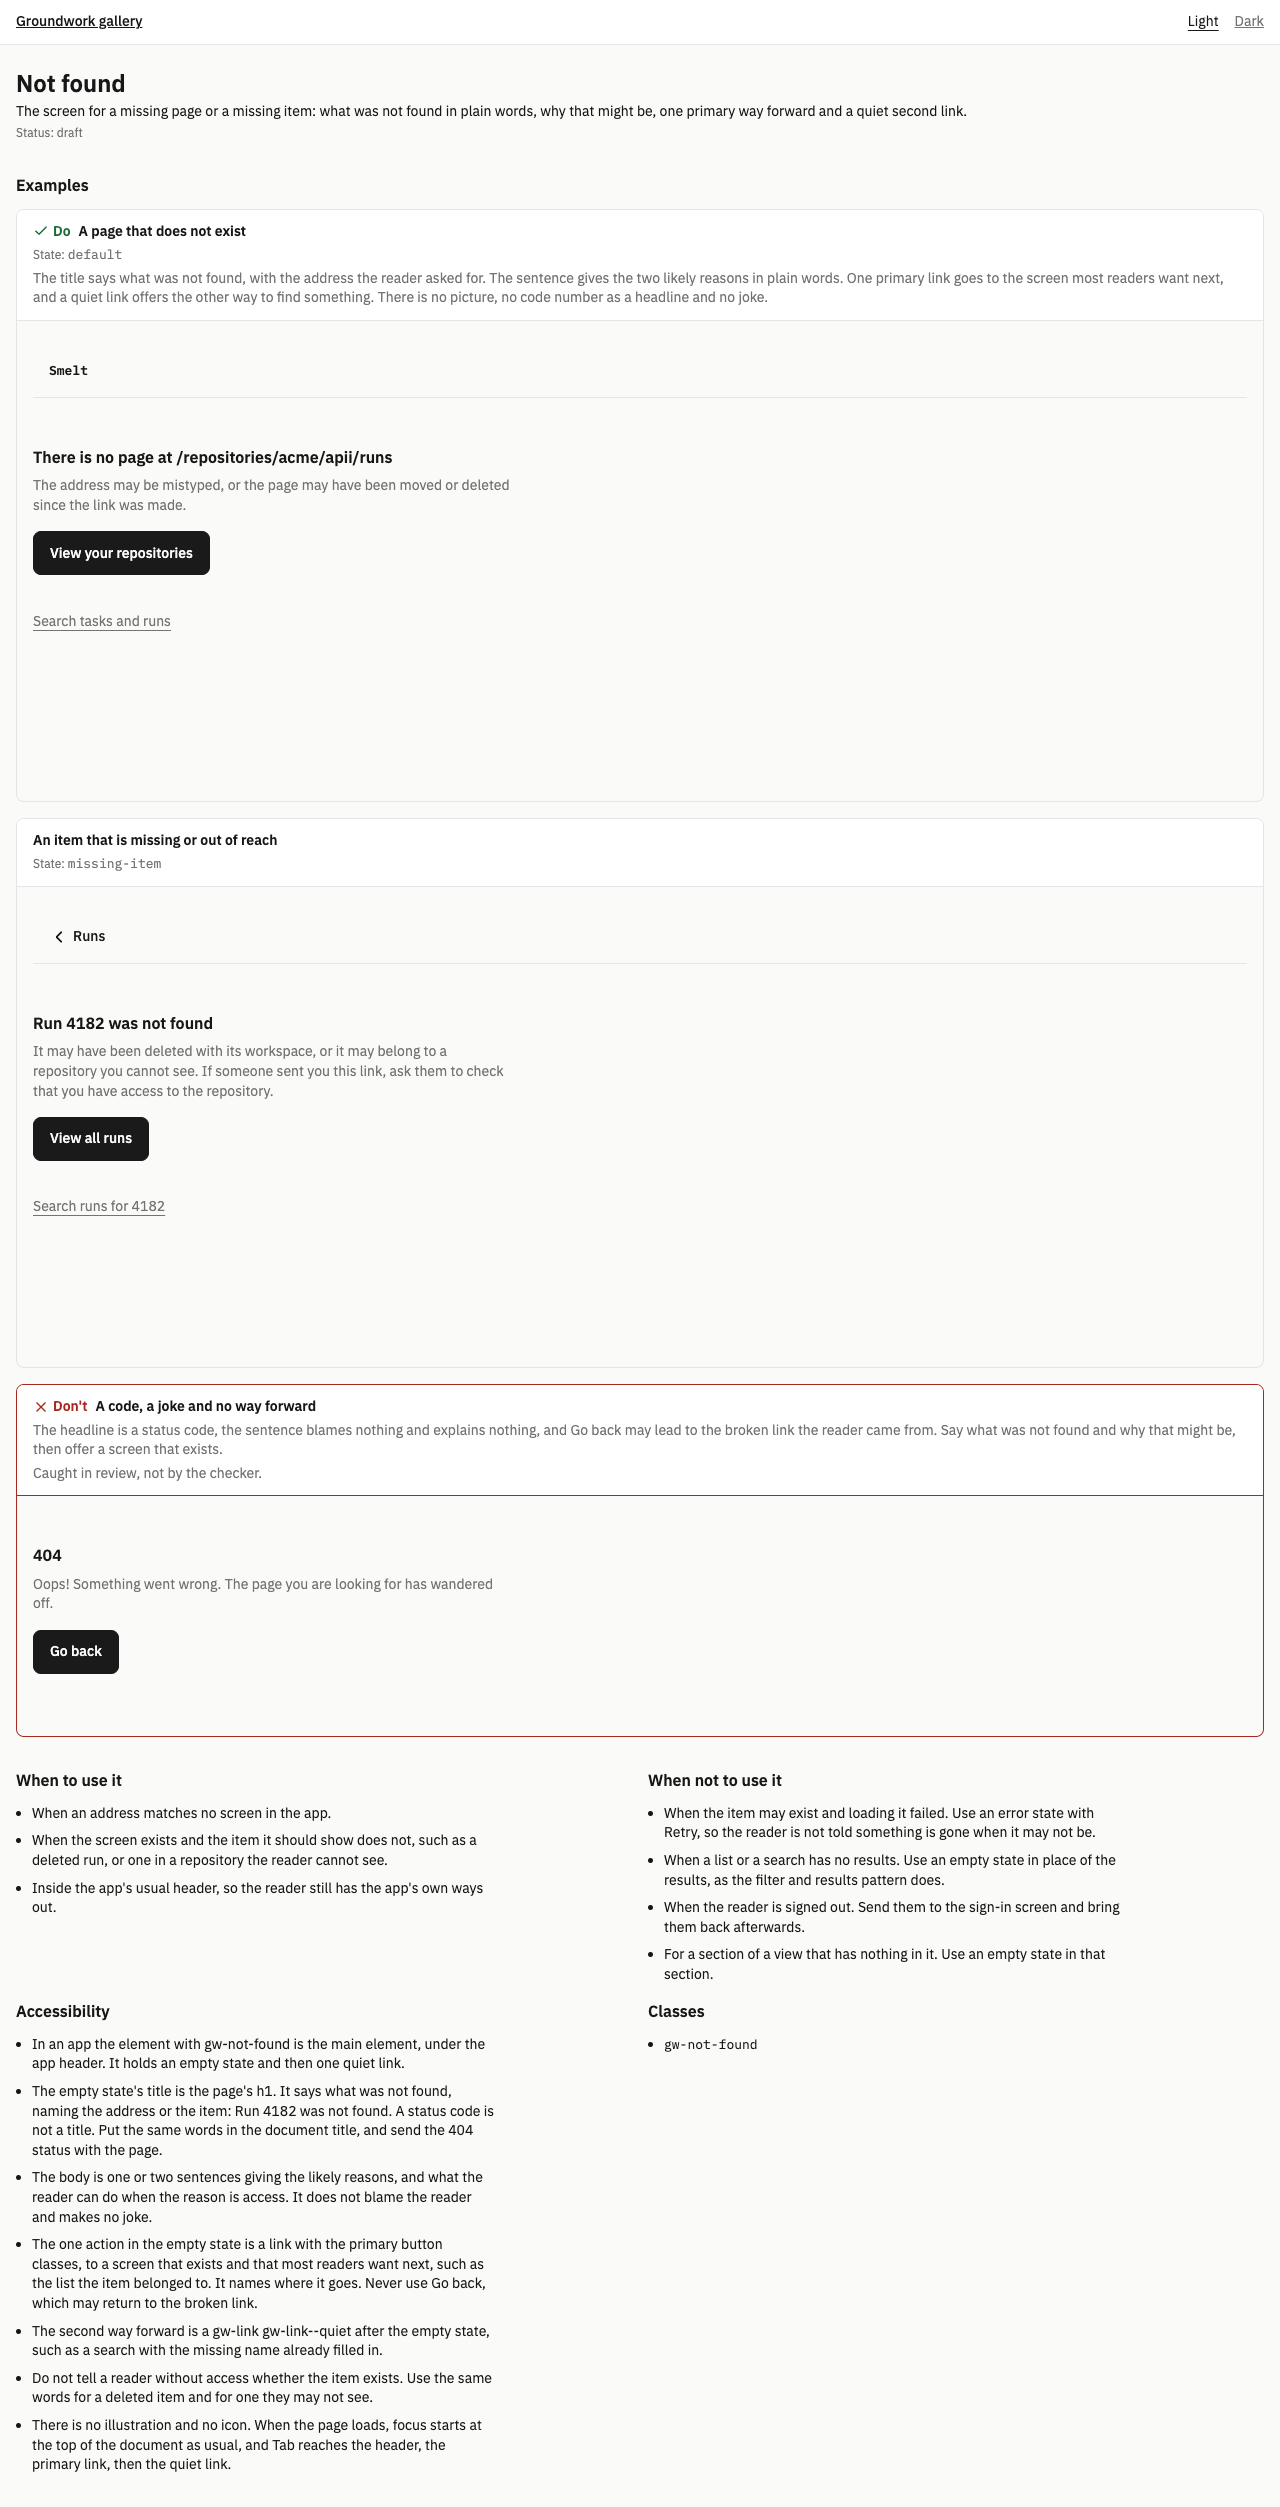 Groundwork gallery
Light Dark
Not found
The screen for a missing page or a missing item: what was not found in plain words, why that might be, one primary way forward and a quiet second link.
Status: draft
Examples
Do A page that does not exist
State: default
The title says what was not found, with the address the reader asked for. The sentence gives the two likely reasons in plain words. One primary link goes to the screen most readers want next,
and a quiet link offers the other way to find something. There is no picture, no code number as a headline and no joke.
Smelt
There is no page at /repositories/acme/apii/runs
The address may be mistyped, or the page may have been moved or deleted
since the link was made.
View your repositories
Search tasks and runs
An item that is missing or out of reach
State: missing-item
Runs
Run 4182 was not found
It may have been deleted with its workspace, or it may belong to a
repository you cannot see. If someone sent you this link, ask them to check
that you have access to the repository.
View all runs
Search runs for 4182
Don't A code, a joke and no way forward
The headline is a status code, the sentence blames nothing and explains nothing, and Go back may lead to the broken link the reader came from. Say what was not found and why that might be,
then offer a screen that exists.
Caught in review, not by the checker.
404
Oops! Something went wrong. The page you are looking for has wandered
off.
Go back
When to use it
When an address matches no screen in the app.
When the screen exists and the item it should show does not, such as a
deleted run, or one in a repository the reader cannot see.
Inside the app's usual header, so the reader still has the app's own ways
out.
When not to use it
When the item may exist and loading it failed. Use an error state with
Retry, so the reader is not told something is gone when it may not be.
When a list or a search has no results. Use an empty state in place of the
results, as the filter and results pattern does.
When the reader is signed out. Send them to the sign-in screen and bring
them back afterwards.
For a section of a view that has nothing in it. Use an empty state in that
section.
Accessibility
In an app the element with gw-not-found is the main element, under the
app header. It holds an empty state and then one quiet link.
The empty state's title is the page's h1. It says what was not found,
naming the address or the item: Run 4182 was not found. A status code is
not a title. Put the same words in the document title, and send the 404
status with the page.
The body is one or two sentences giving the likely reasons, and what the
reader can do when the reason is access. It does not blame the reader
and makes no joke.
The one action in the empty state is a link with the primary button
classes, to a screen that exists and that most readers want next, such as
the list the item belonged to. It names where it goes. Never use Go back,
which may return to the broken link.
The second way forward is a gw-link gw-link--quiet after the empty state,
such as a search with the missing name already filled in.
Do not tell a reader without access whether the item exists. Use the same
words for a deleted item and for one they may not see.
There is no illustration and no icon. When the page loads, focus starts at
the top of the document as usual, and Tab reaches the header, the
primary link, then the quiet link.
Classes
gw-not-found